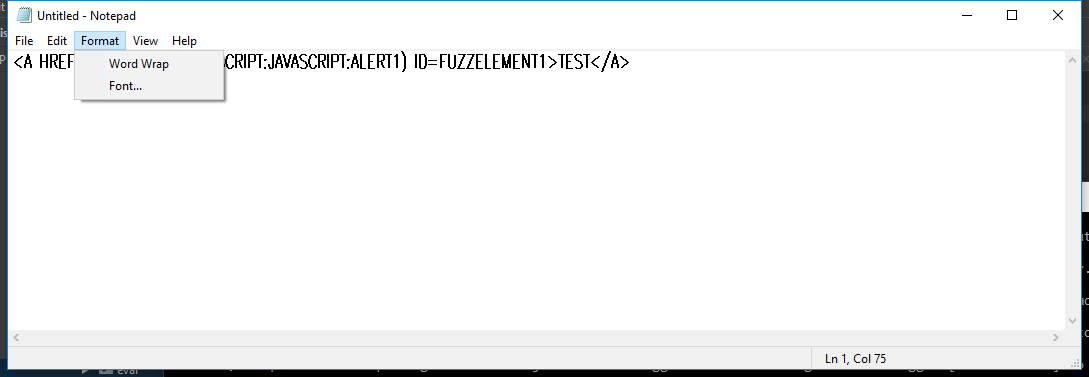 Untitled - Notepad
File Edit Format View Help
<A HREF CRIPT:JAVASCRIPT:ALERT1) ID=FUZZELEMENT1>TEST</A>
Word Wrap
Font...
Ln 1, Col 75
eval